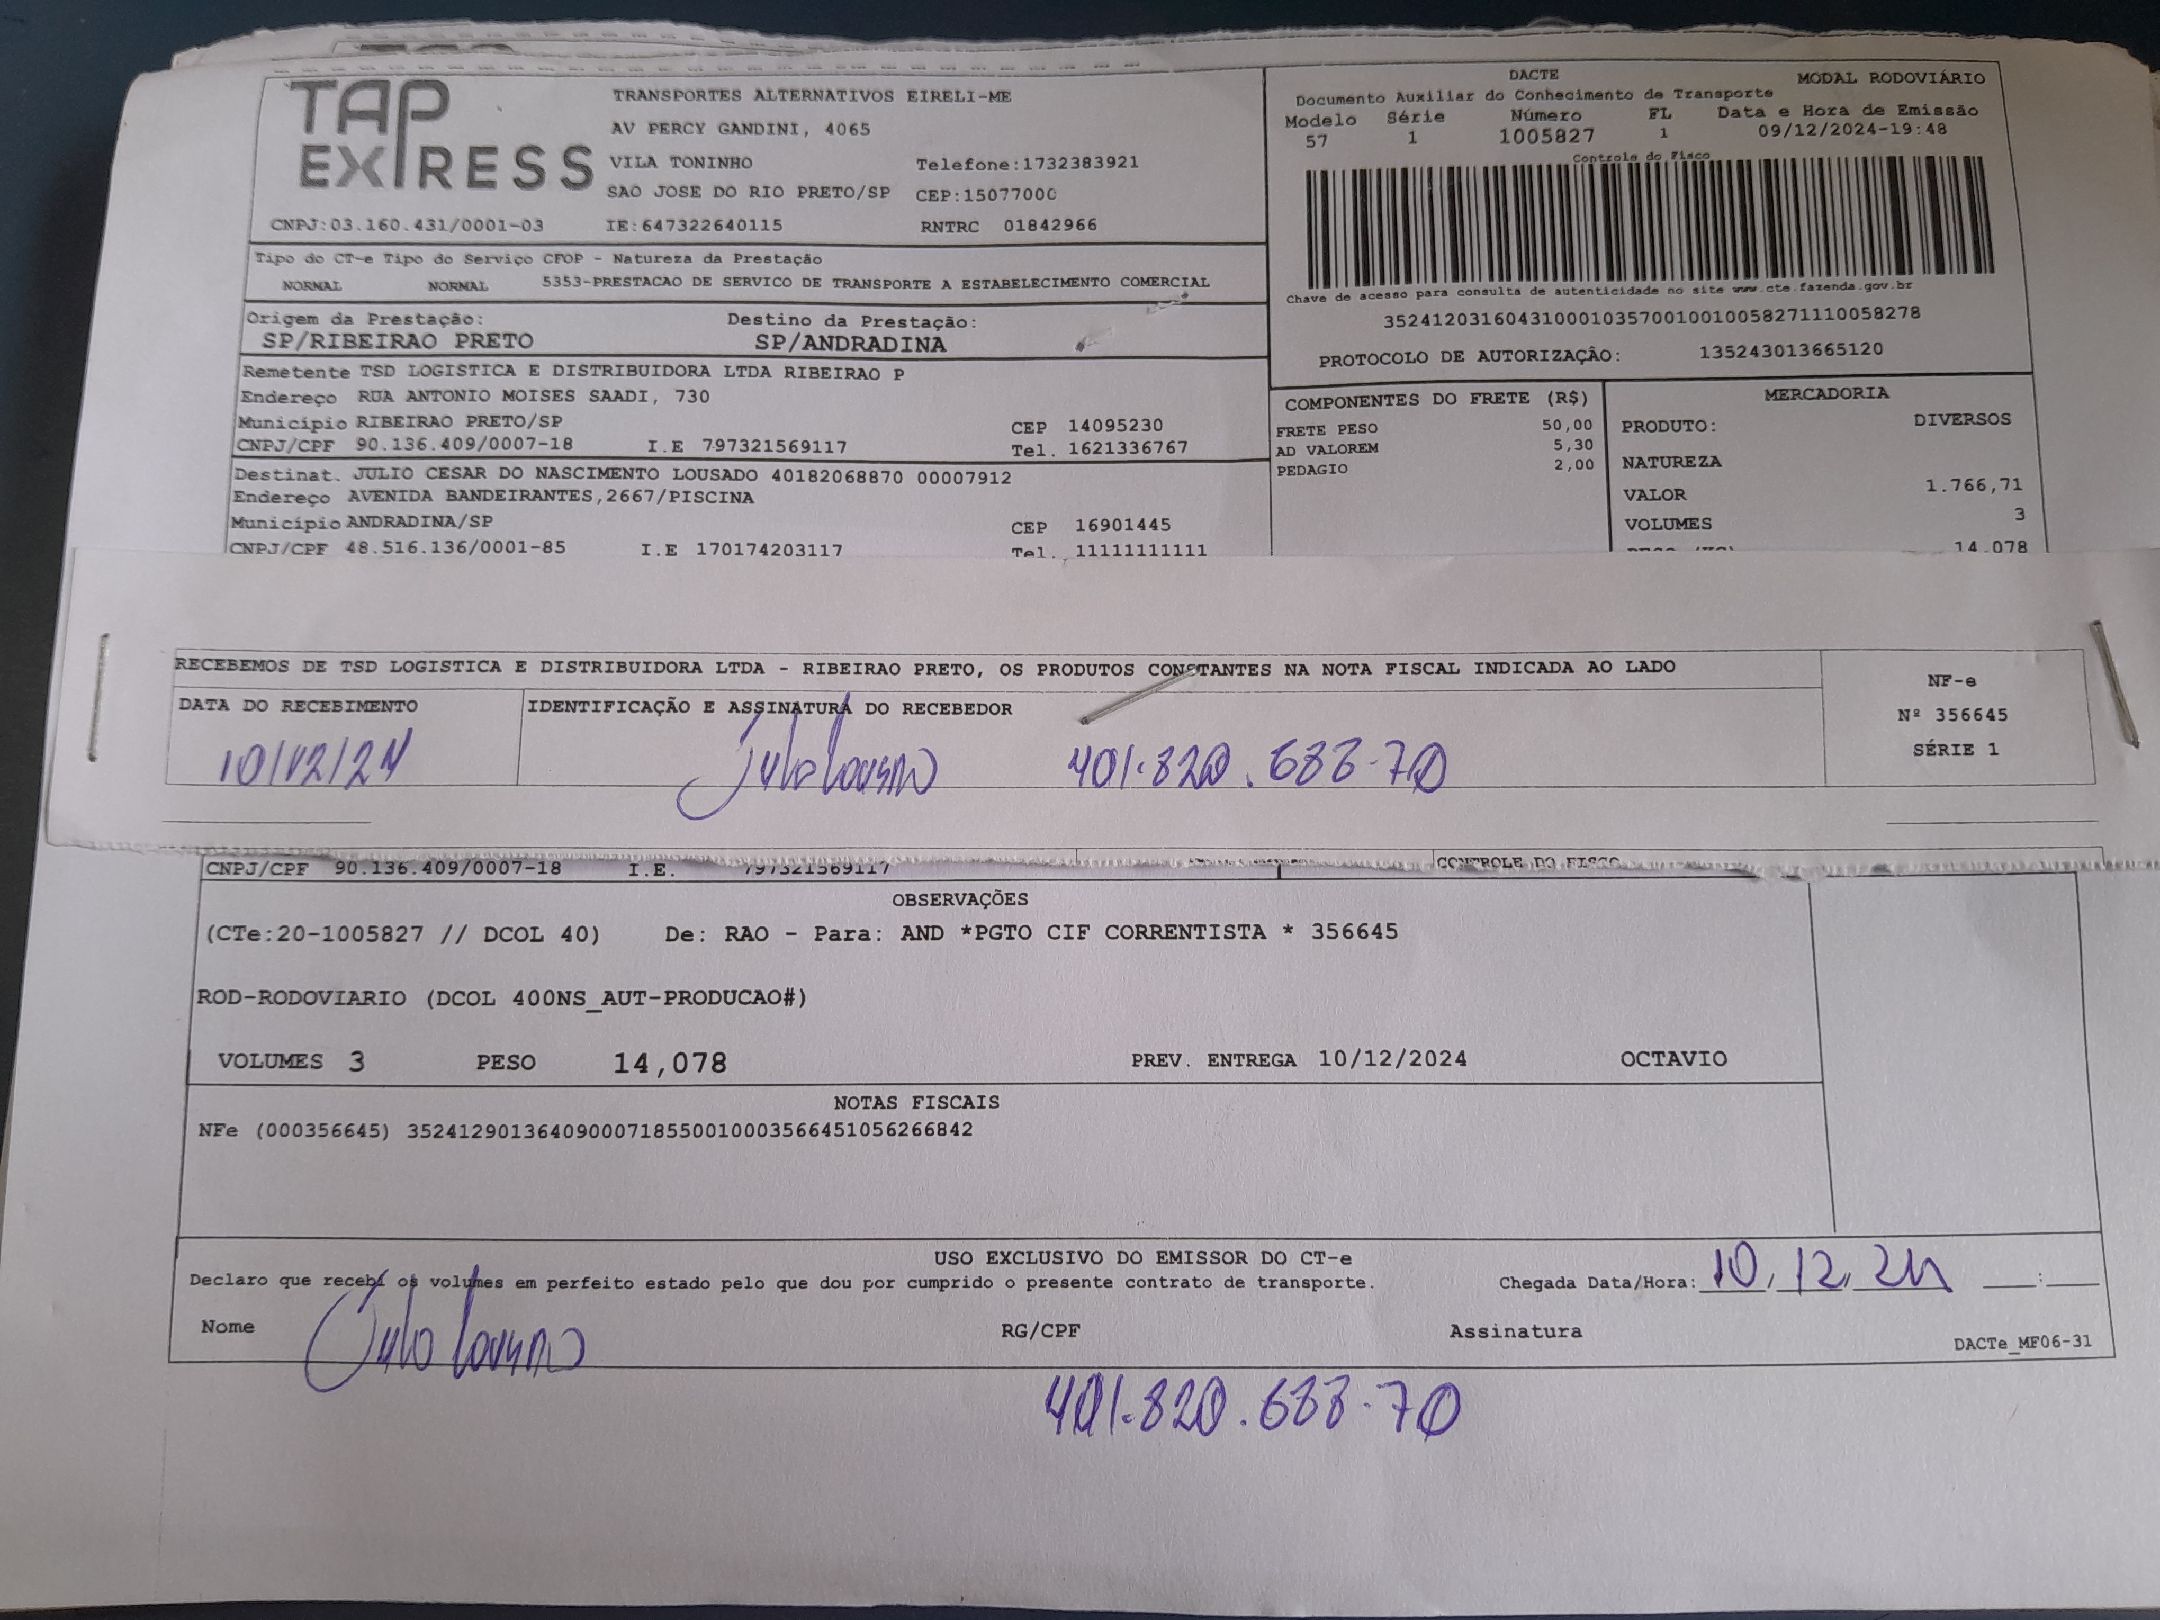 TAP EXPRESS
TRANSPORTES ALTERNATIVOS EIRELI-ME
AV PERCY GANDINI, 4065
VILA TONINHO Telefone:1732383921
SAO JOSE DO RIO PRETO/SP CEP:15077000
CNPJ:03.160.431/0001-03 IE:647322640115 RNTRC 01842966
DACTE MODAL RODOVIÁRIO
Documento Auxiliar do Conhecimento de Transporte
Modelo Série Número FL Data e Hora de Emissão
57 1 1005827 1 09/12/2024-19:48
Controle do Fisco
Chave de acesso para consulta de autenticidade no site www.cte.fazenda.gov.br
35241203160431000103570010010058271110058278
PROTOCOLO DE AUTORIZAÇÃO: 135243013665120
Tipo do CT-e Tipo do Serviço CFOP - Natureza da Prestação
NORMAL NORMAL 5353-PRESTACAO DE SERVICO DE TRANSPORTE A ESTABELECIMENTO COMERCIAL
Origem da Prestação: Destino da Prestação:
SP/RIBEIRAO PRETO SP/ANDRADINA
Remetente TSD LOGISTICA E DISTRIBUIDORA LTDA RIBEIRAO P
Endereço RUA ANTONIO MOISES SAADI, 730
Município RIBEIRAO PRETO/SP CEP 14095230
CNPJ/CPF 90.136.409/0007-18 I.E 797321569117 Tel. 1621336767
Destinat. JULIO CESAR DO NASCIMENTO LOUSADO 40182068870 00007912
Endereço AVENIDA BANDEIRANTES,2667/PISCINA
Município ANDRADINA/SP CEP 16901445
CNPJ/CPF 48.516.136/0001-85 I.E 170174203117 Tel. 11111111111
COMPONENTES DO FRETE (R$)
FRETE PESO 50,00
AD VALOREM 5,30
PEDAGIO 2,00
MERCADORIA
PRODUTO: DIVERSOS
NATUREZA
VALOR 1.766,71
VOLUMES 3
14,078
RECEBEMOS DE TSD LOGISTICA E DISTRIBUIDORA LTDA - RIBEIRAO PRETO, OS PRODUTOS CONSTANTES NA NOTA FISCAL INDICADA AO LADO
DATA DO RECEBIMENTO IDENTIFICAÇÃO E ASSINATURA DO RECEBEDOR
10/12/24 401.820.688-70
NF-e
Nº 356645
SÉRIE 1
CNPJ/CPF 90.136.409/0007-18 I.E. 797321569117 CONTROLE DO FISCO
OBSERVAÇÕES
(CTe:20-1005827 // DCOL 40) De: RAO - Para: AND *PGTO CIF CORRENTISTA * 356645
ROD-RODOVIARIO (DCOL 400NS_AUT-PRODUCAO#)
VOLUMES 3 PESO 14,078 PREV. ENTREGA 10/12/2024 OCTAVIO
NOTAS FISCAIS
NFe (000356645) 35241290136409000718550010003566451056266842
USO EXCLUSIVO DO EMISSOR DO CT-e
Declaro que recebi os volumes em perfeito estado pelo que dou por cumprido o presente contrato de transporte. Chegada Data/Hora: 10, 12, 24 :
Nome RG/CPF Assinatura
DACTe_MF06-31
401.820.688-70